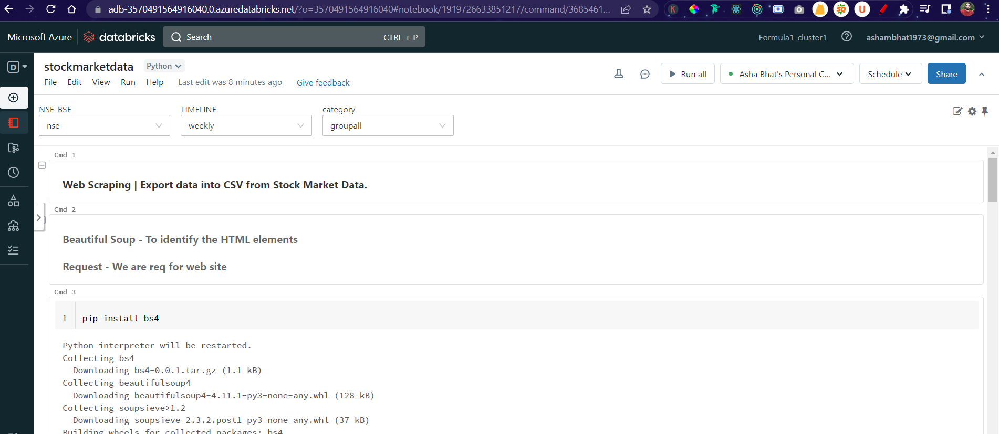 adb-3570491564916040.0.azuredatabricks.net/?o=3570491564916040#notebook/1919726633851217/command/3685461...
Microsoft Azure databricks Search CTRL + P Formula1_cluster1 ashambhat1973@gmail.com
D stockmarketdata Python
File Edit View Run Help Last edit was 8 minutes ago Give feedback Run all Asha Bhat's Personal C... Schedule Share
NSE_BSE TIMELINE category
nse weekly groupall
Cmd 1
Web Scraping | Export data into CSV from Stock Market Data.
Cmd 2
Beautiful Soup - To identify the HTML elements
Request - We are req for web site
Cmd 3
1 pip install bs4
Python interpreter will be restarted.
Collecting bs4
Downloading bs4-0.0.1.tar.gz (1.1 kB)
Collecting beautifulsoup4
Downloading beautifulsoup4-4.11.1-py3-none-any.whl (128 kB)
Collecting soupsieve>1.2
Downloading soupsieve-2.3.2.post1-py3-none-any.whl (37 kB)
Building wheels for collected packages: bs4